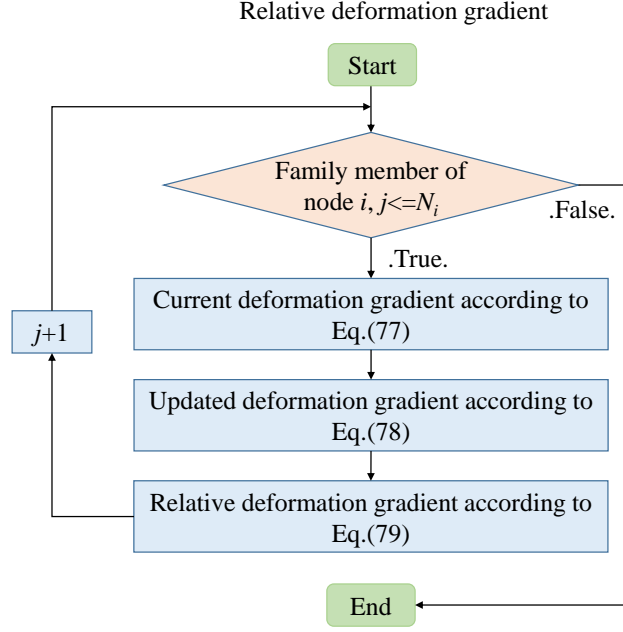 Relative deformation gradient
Start
Family member of
node i, j<=Nᵢ
.False.
.True.
Current deformation gradient according to
Eq.(77)
j+1
Updated deformation gradient according to
Eq.(78)
Relative deformation gradient according to
Eq.(79)
End